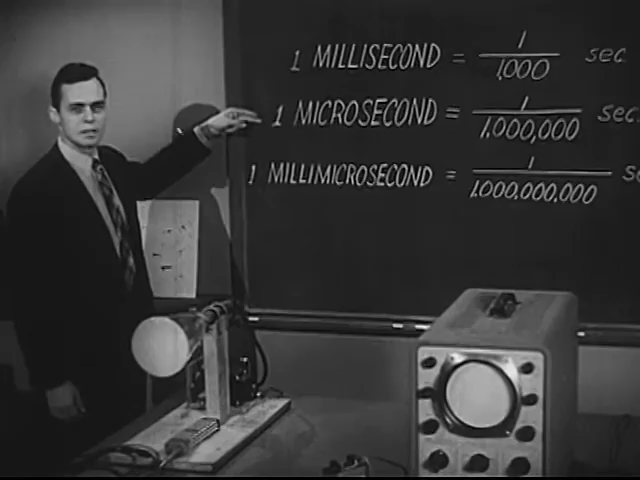 1 MILLISECOND = 1/1,000 sec
1 MICROSECOND = 1/1,000,000 sec.
1 MILLIMICROSECOND = 1/1,000,000,000 se